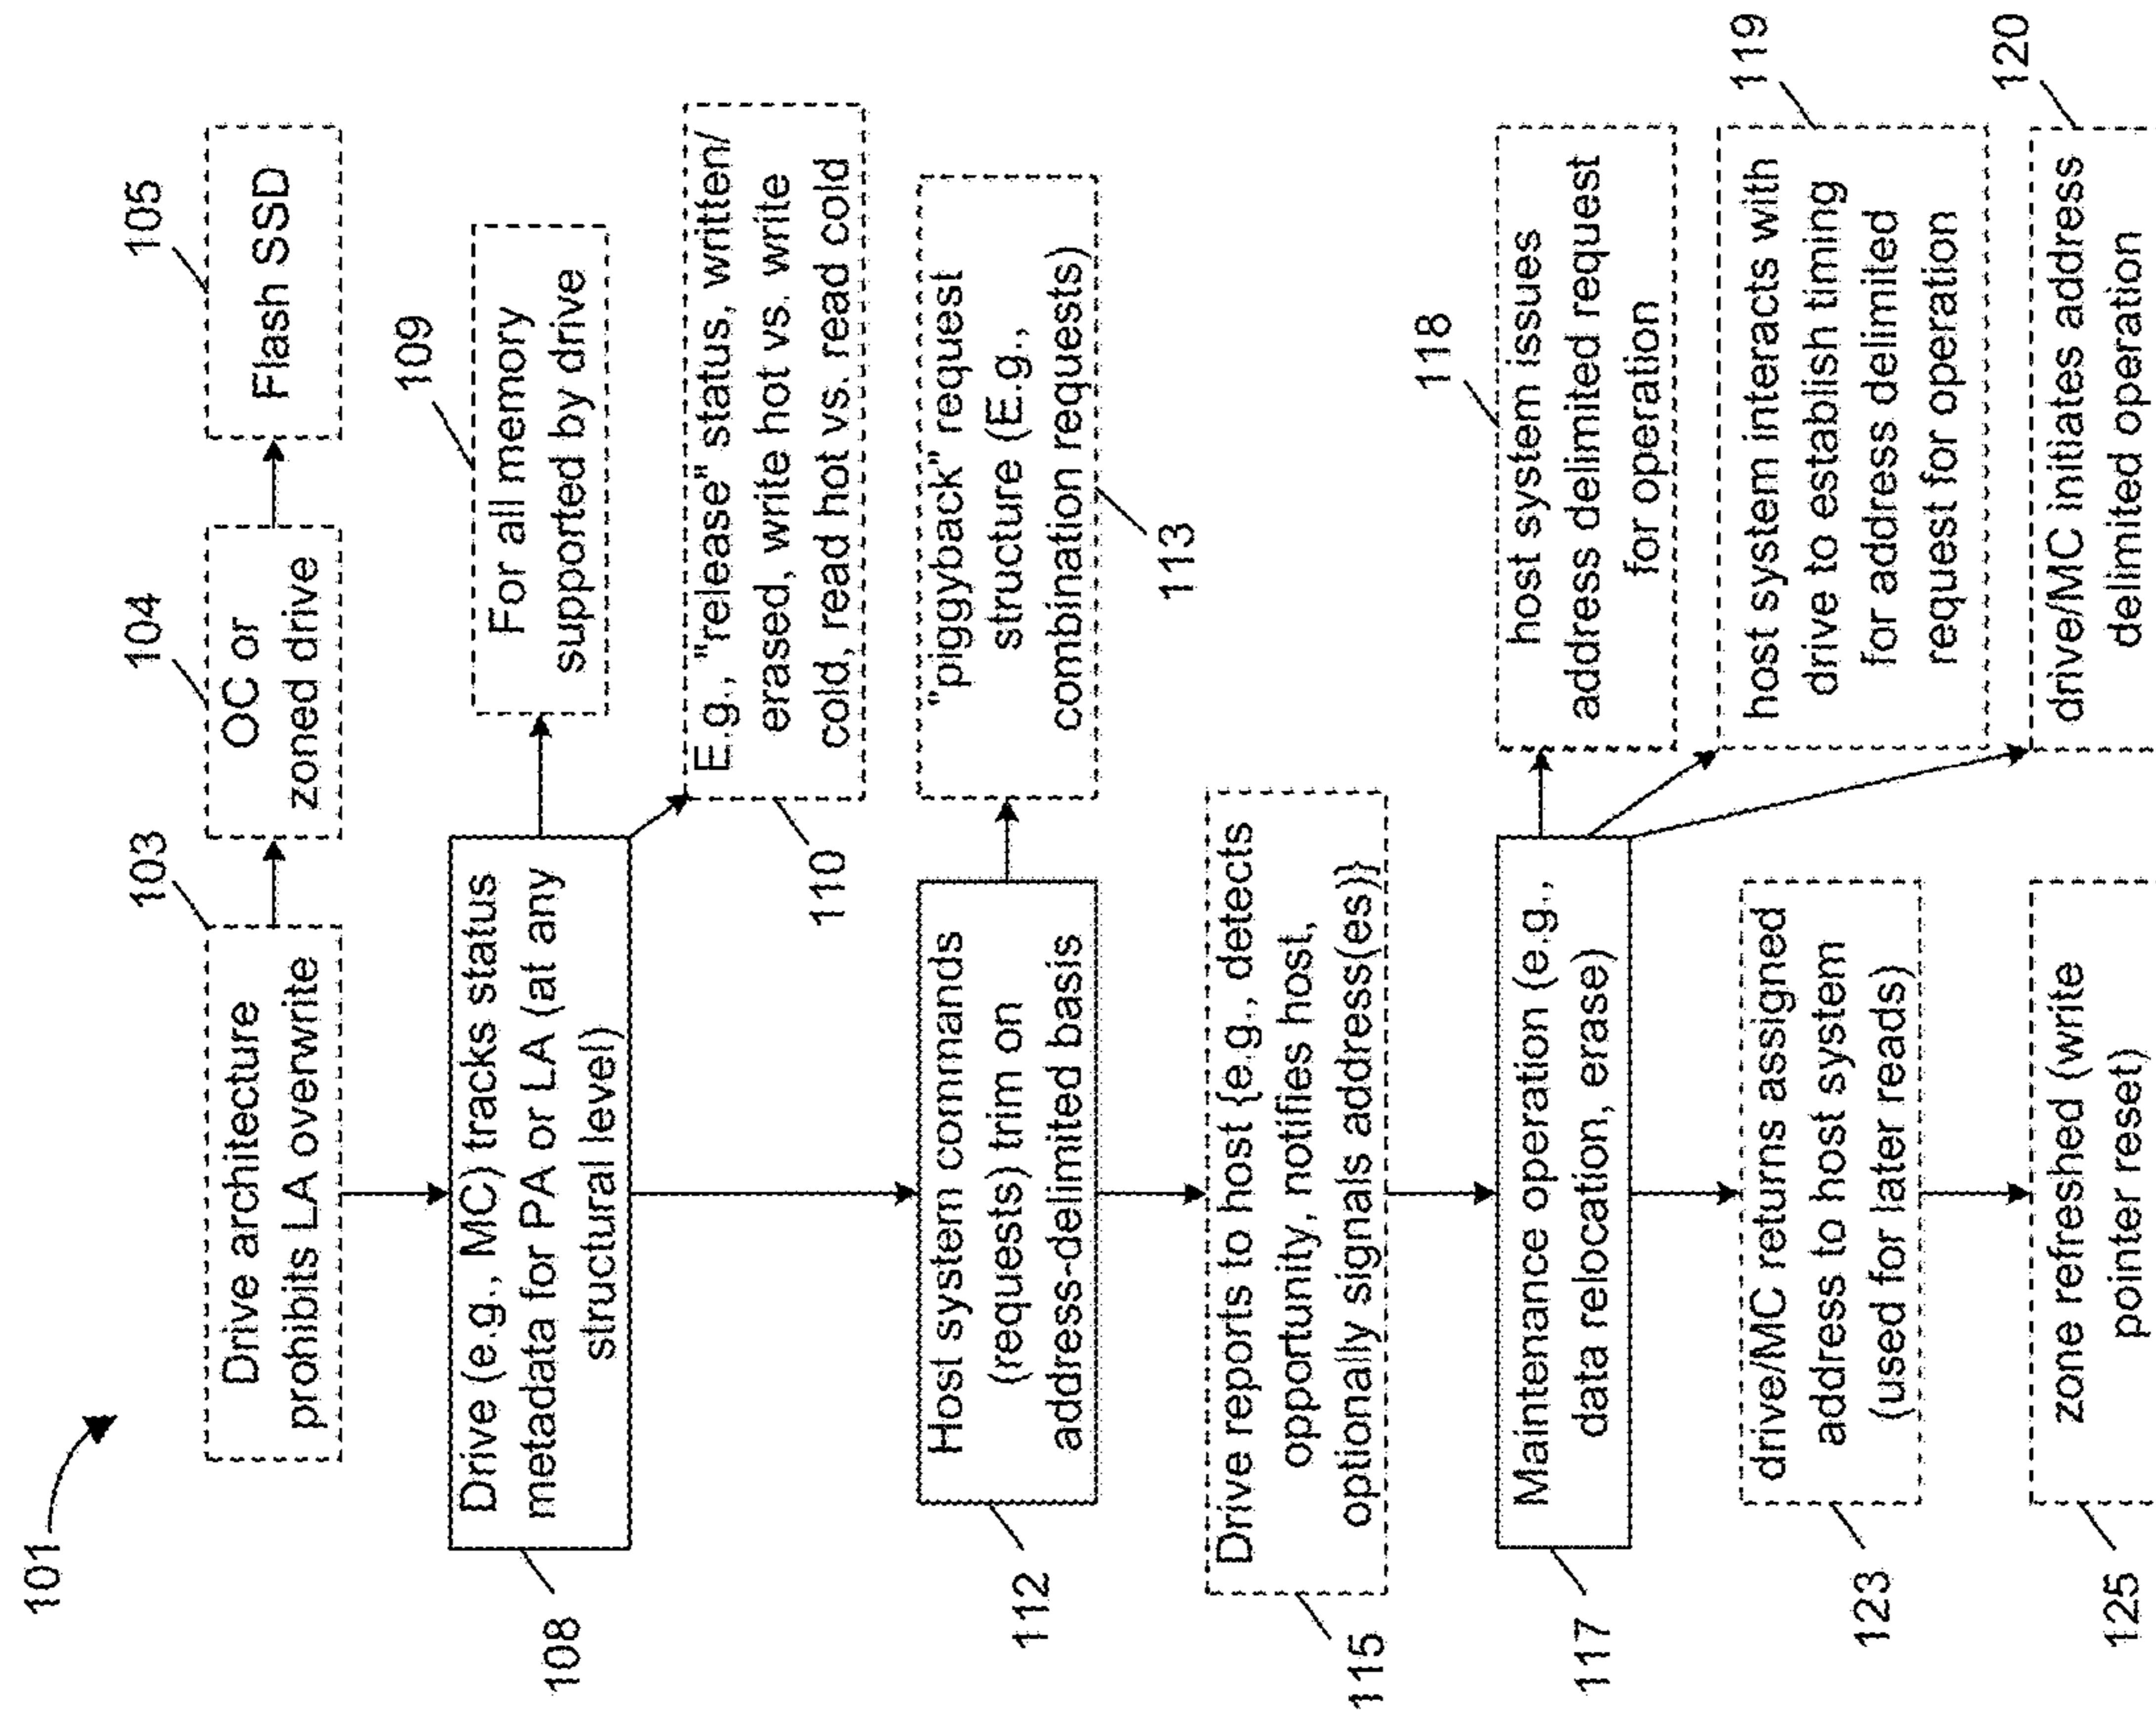 101
103
Drive architecture
prohibits LA overwrite
104
OC or
zoned drive
105
Flash SSD
108
Drive (e.g., MC) tracks status
metadata for PA or LA (at any
structural level)
109
For all memory
supported by drive
110
E.g., "release" status, written/
erased, write hot vs. write
cold, read hot vs. read cold
112
Host system commands
(requests) trim on
address-delimited basis
113
"piggyback" request
structure (E.g.,
combination requests)
115
Drive reports to host {e.g., detects
opportunity, notifies host,
optionally signals address(es)}
117
Maintenance operation (e.g.,
data relocation, erase)
118
host system issues
address delimited request
for operation
119
host system interacts with
drive to establish timing
for address delimited
request for operation
120
drive/MC initiates address
delimited operation
123
drive/MC returns assigned
address to host system
(used for later reads)
125
zone refreshed (write
pointer reset)